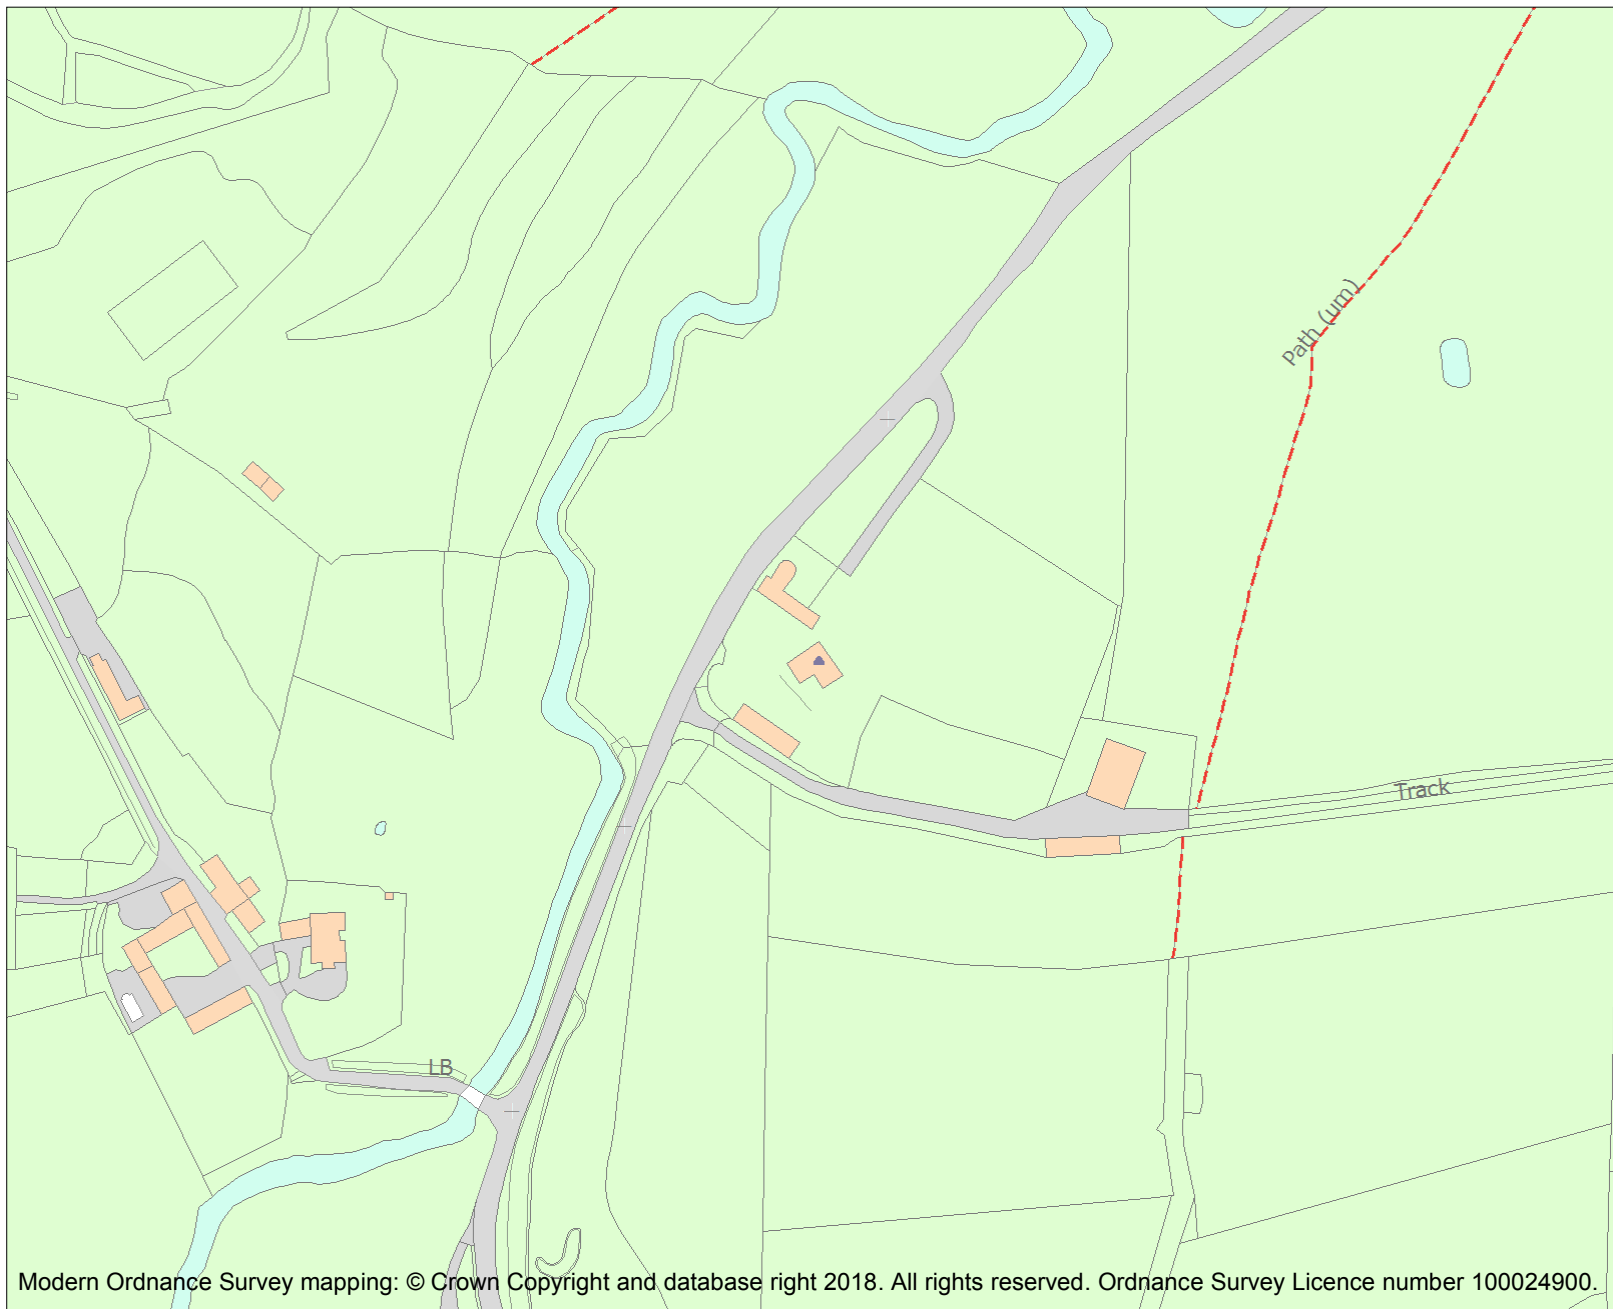 Path (um)
Track
LB
Modern Ordnance Survey mapping: © Crown Copyright and database right 2018. All rights reserved. Ordnance Survey Licence number 100024900.